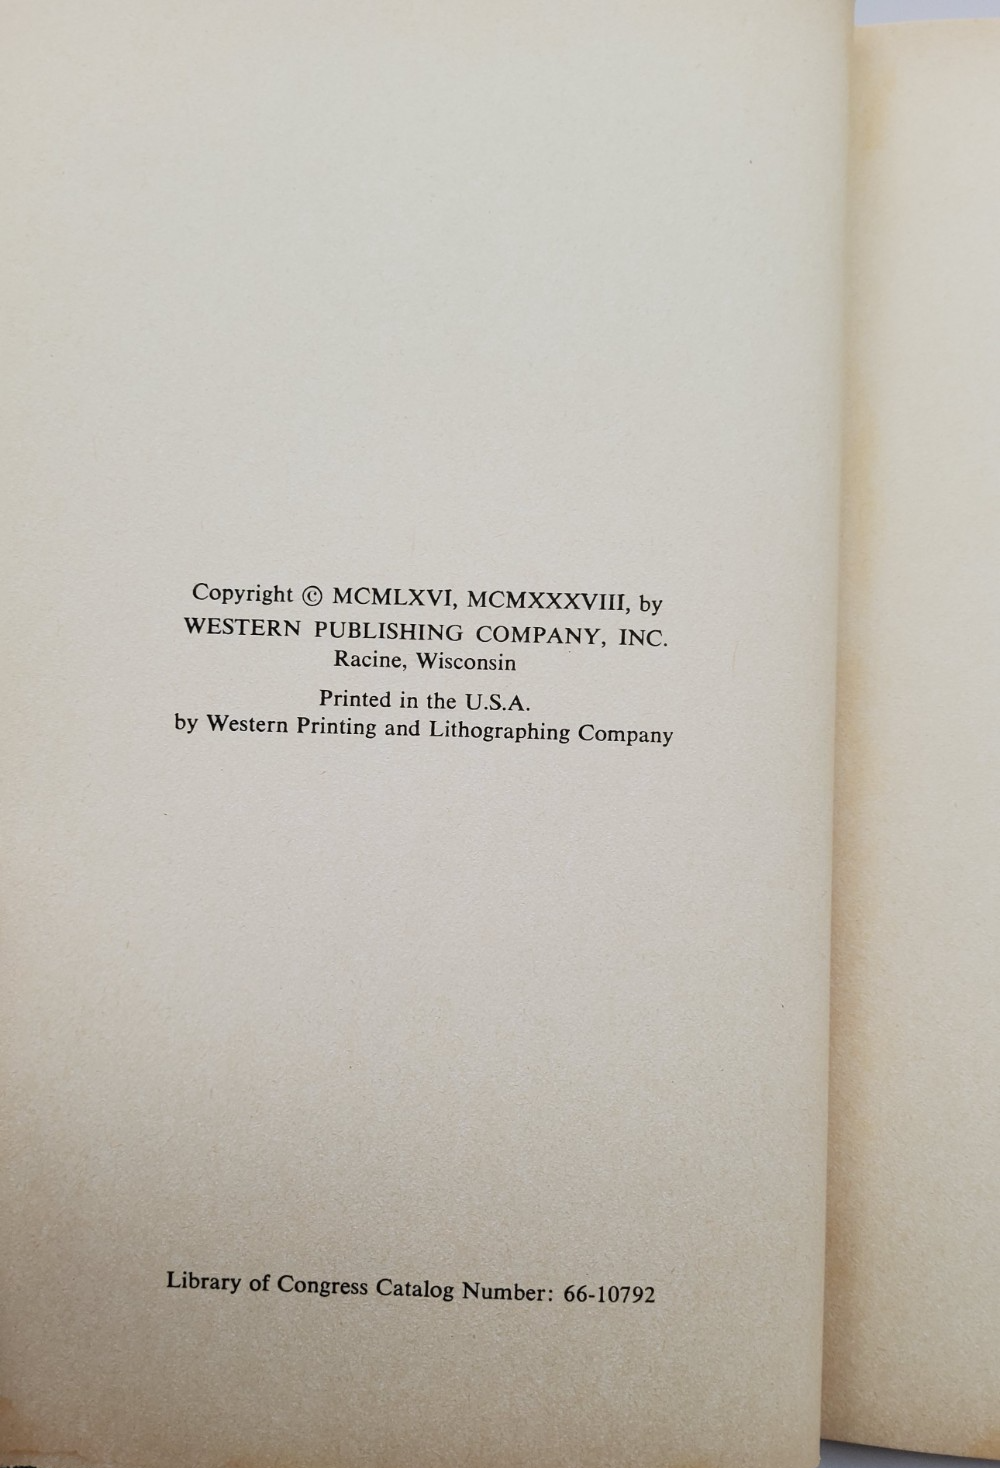 Copyright © MCMLXVI, MCMXXXVIII, by
WESTERN PUBLISHING COMPANY, INC.
Racine, Wisconsin
Printed in the U.S.A.
by Western Printing and Lithographing Company
Library of Congress Catalog Number: 66-10792